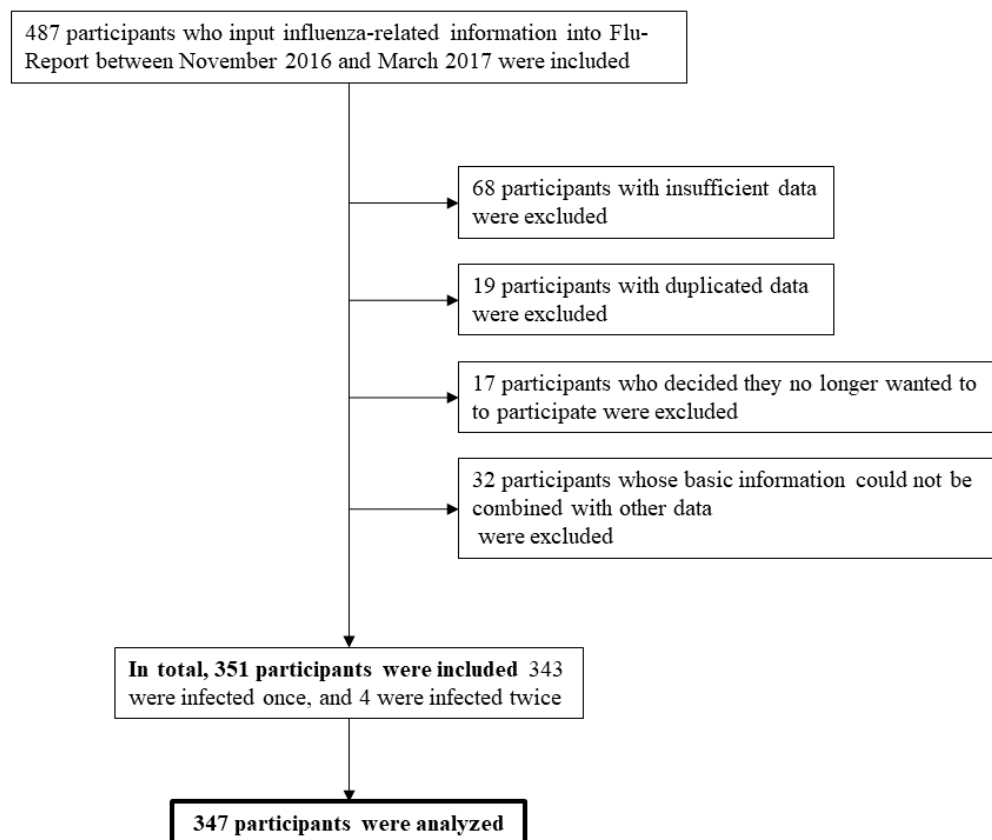 487 participants who input influenza-related information into Flu-
Report between November 2016 and March 2017 were included
68 participants with insufficient data
were excluded
19 participants with duplicated data
were excluded
17 participants who decided they no longer wanted to
to participate were excluded
32 participants whose basic information could not be
combined with other data
were excluded
In total, 351 participants were included 343
were infected once, and 4 were infected twice
347 participants were analyzed